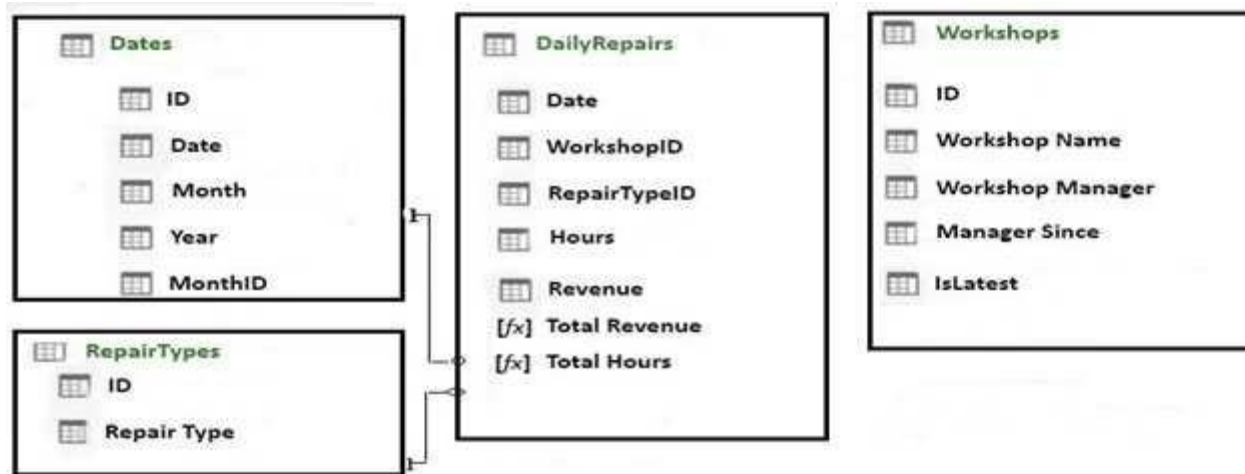 Dates
ID
Date
Month
Year
MonthID
1
RepairTypes
ID
Repair Type
1
DailyRepairs
Date
WorkshopID
RepairTypeID
Hours
Revenue
[fx] Total Revenue
[fx] Total Hours
Workshops
ID
Workshop Name
Workshop Manager
Manager Since
IsLatest